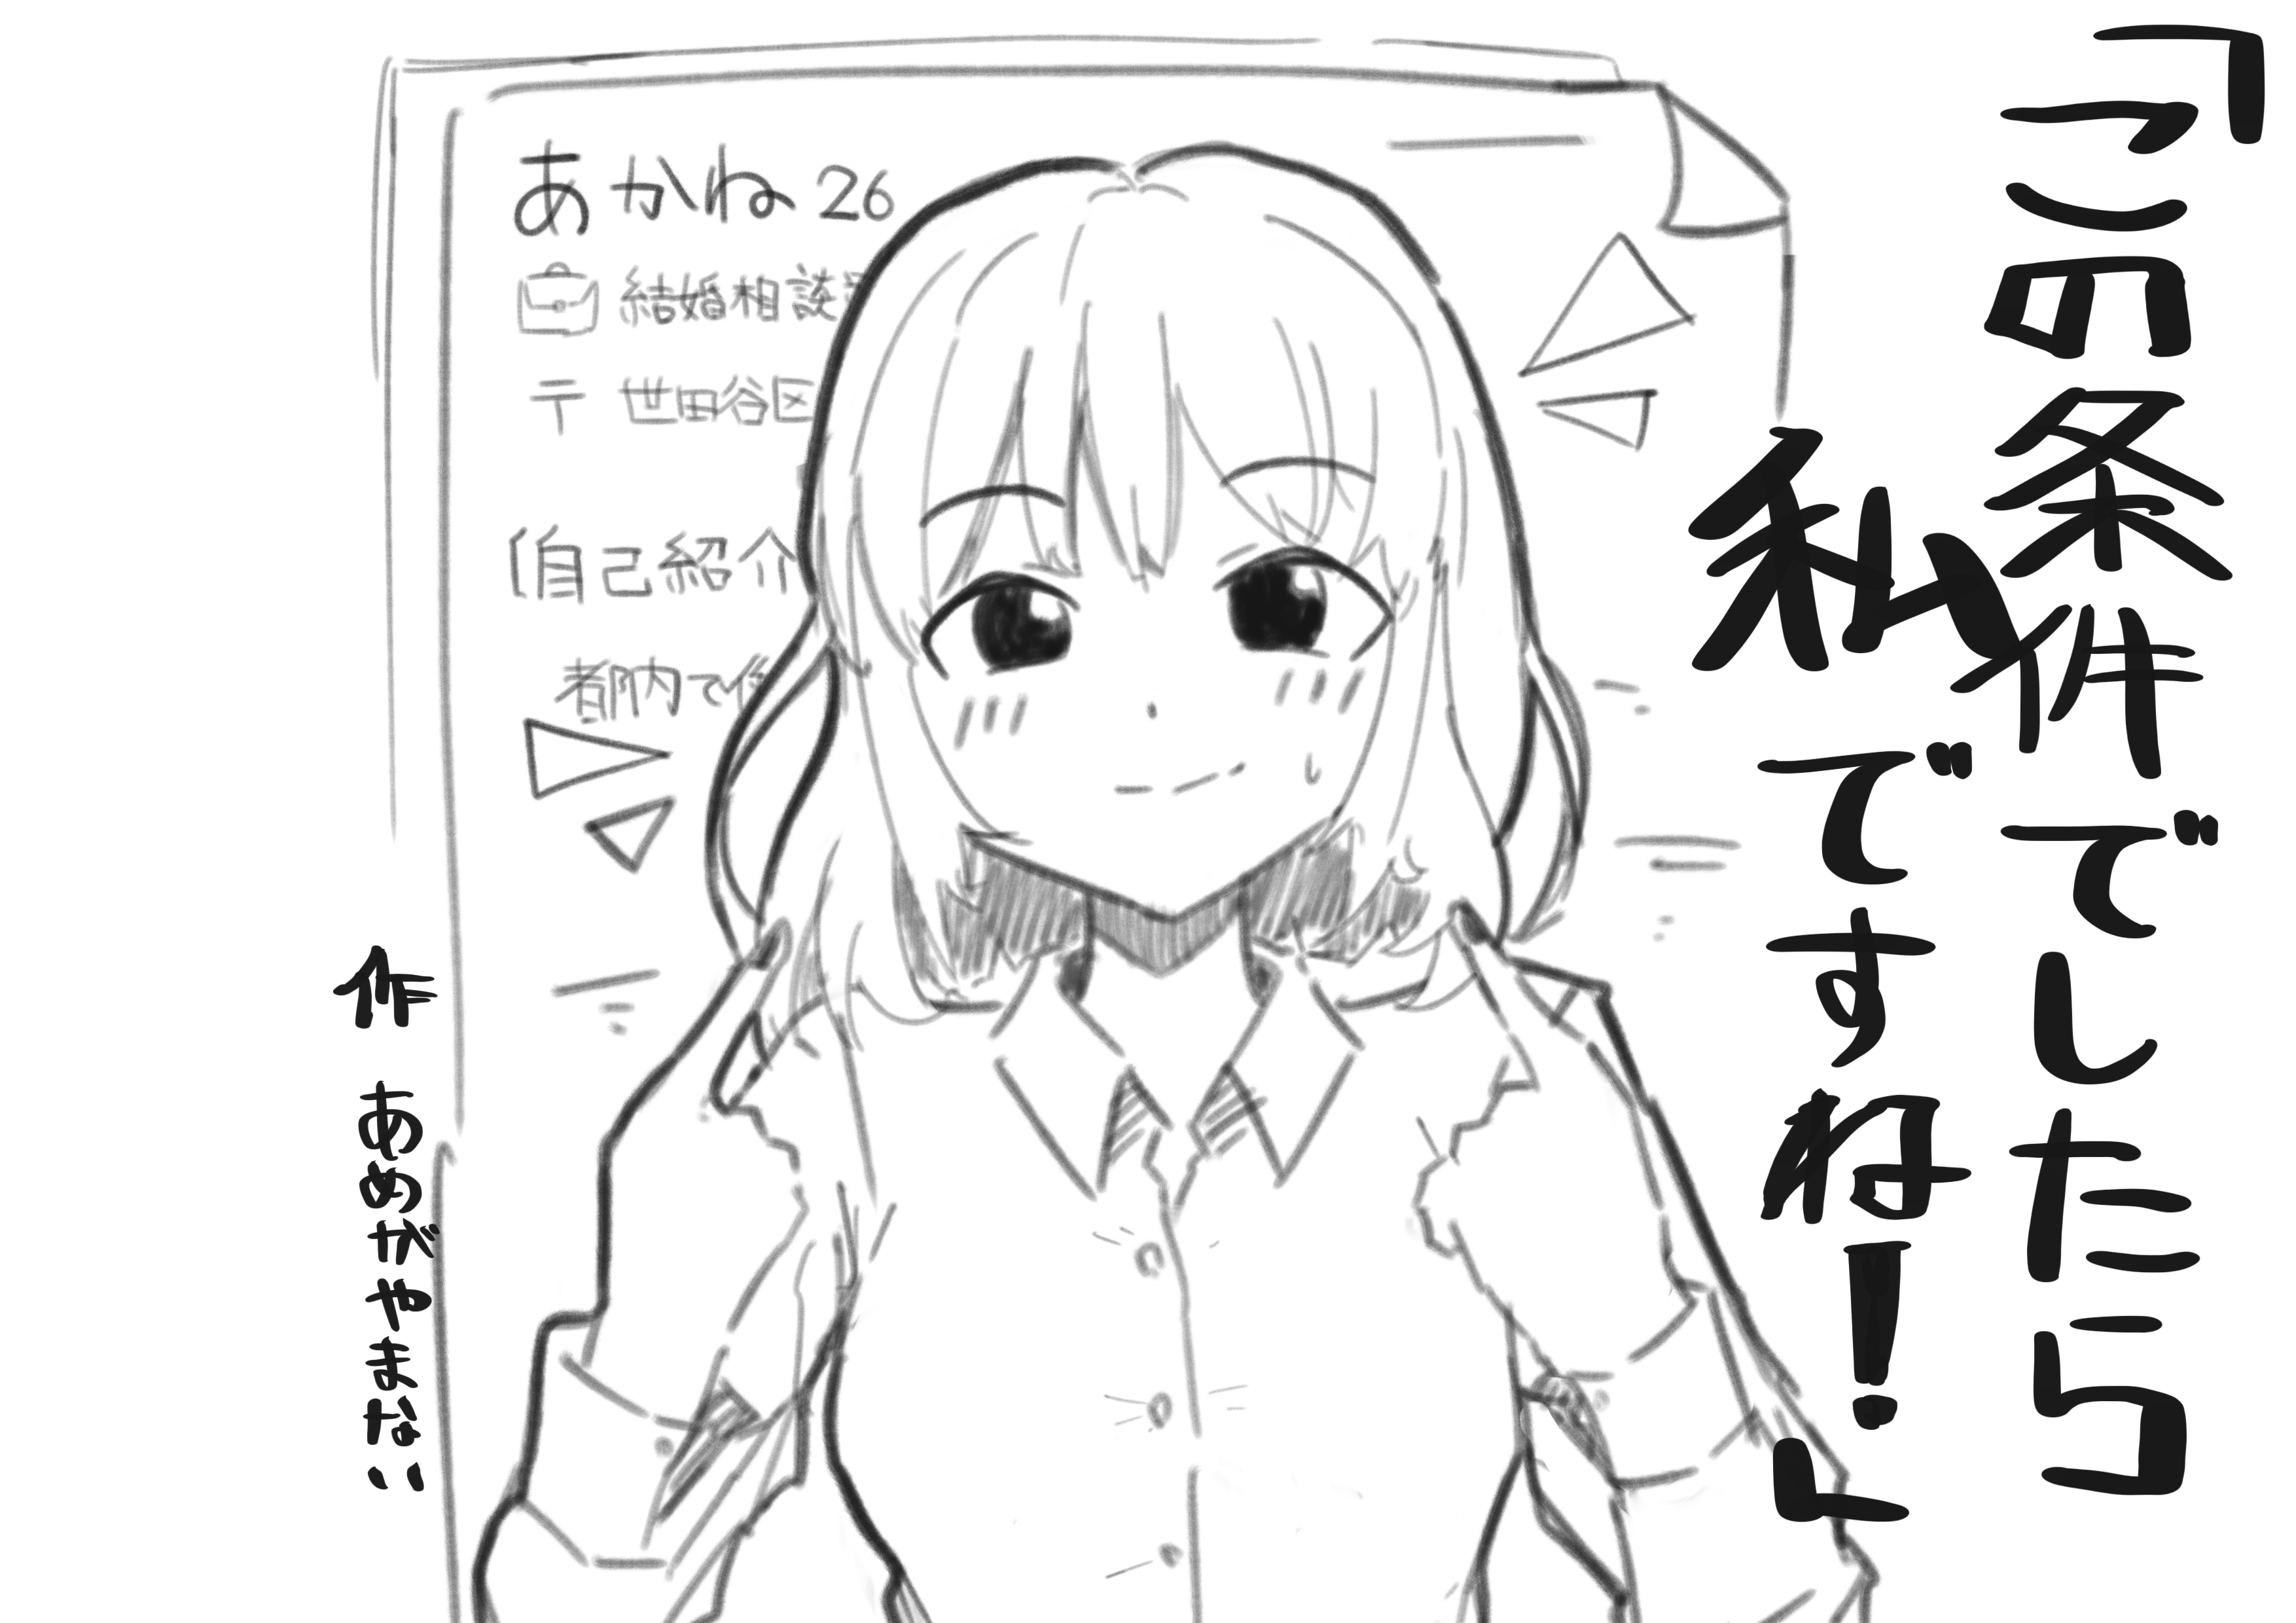 「この条件でしたら
私ですね!」
あかね 26
結婚相談
〒 世田谷区
自己紹介
都内で
作 あめがやまない